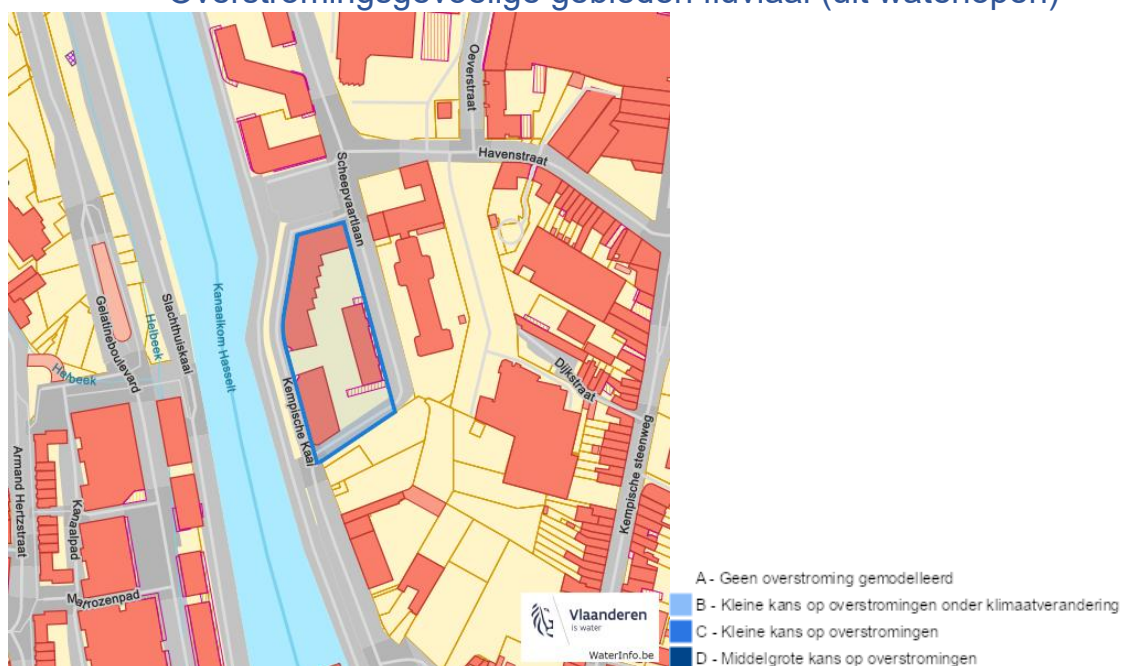 Overstromingsgevoelige gebieden fluviaal (uit waterlopen)
Oeverstraat
Havenstraat
Scheepvaartlaan
Kanaalkom Hasselt
Slachthuiskaai
Helbeek
Gelatineboulevard
Helbeek
Kempische Kaai
Dijkstraat
Kempische steenweg
Armand Hertzstraat
Kanaalpad
Matrozenpad
Vlaanderen
is water
WaterInfo.be
A - Geen overstroming gemodelleerd
B - Kleine kans op overstromingen onder klimaatverandering
C - Kleine kans op overstromingen
D - Middelgrote kans op overstromingen